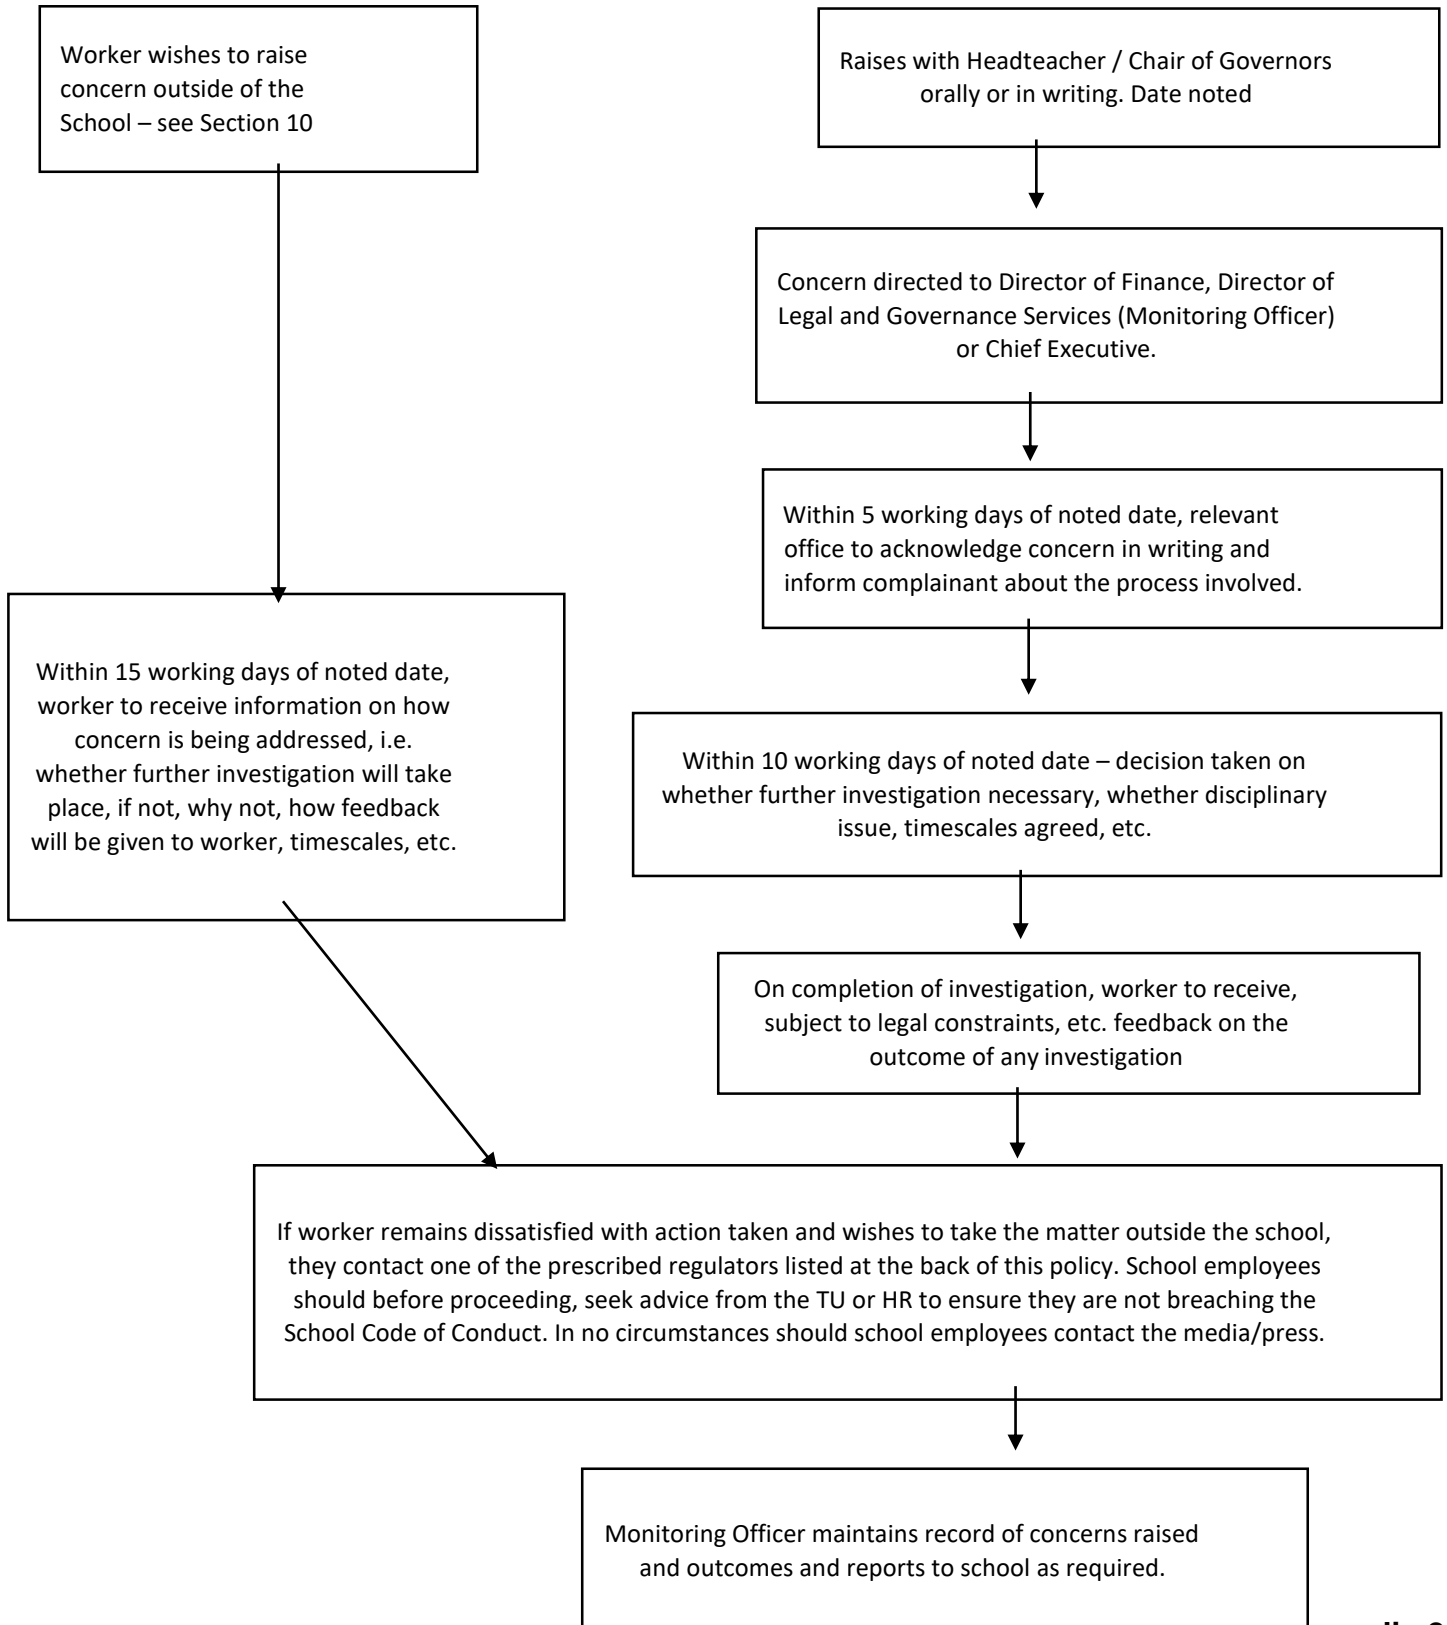 Worker wishes to raise
concern outside of the
School – see Section 10
Raises with Headteacher / Chair of Governors
orally or in writing. Date noted
Concern directed to Director of Finance, Director of
Legal and Governance Services (Monitoring Officer)
or Chief Executive.
Within 5 working days of noted date, relevant
office to acknowledge concern in writing and
inform complainant about the process involved.
Within 15 working days of noted date,
worker to receive information on how
concern is being addressed, i.e.
whether further investigation will take
place, if not, why not, how feedback
will be given to worker, timescales, etc.
Within 10 working days of noted date – decision taken on
whether further investigation necessary, whether disciplinary
issue, timescales agreed, etc.
On completion of investigation, worker to receive,
subject to legal constraints, etc. feedback on the
outcome of any investigation
If worker remains dissatisfied with action taken and wishes to take the matter outside the school,
they contact one of the prescribed regulators listed at the back of this policy. School employees
should before proceeding, seek advice from the TU or HR to ensure they are not breaching the
School Code of Conduct. In no circumstances should school employees contact the media/press.
Monitoring Officer maintains record of concerns raised
and outcomes and reports to school as required.